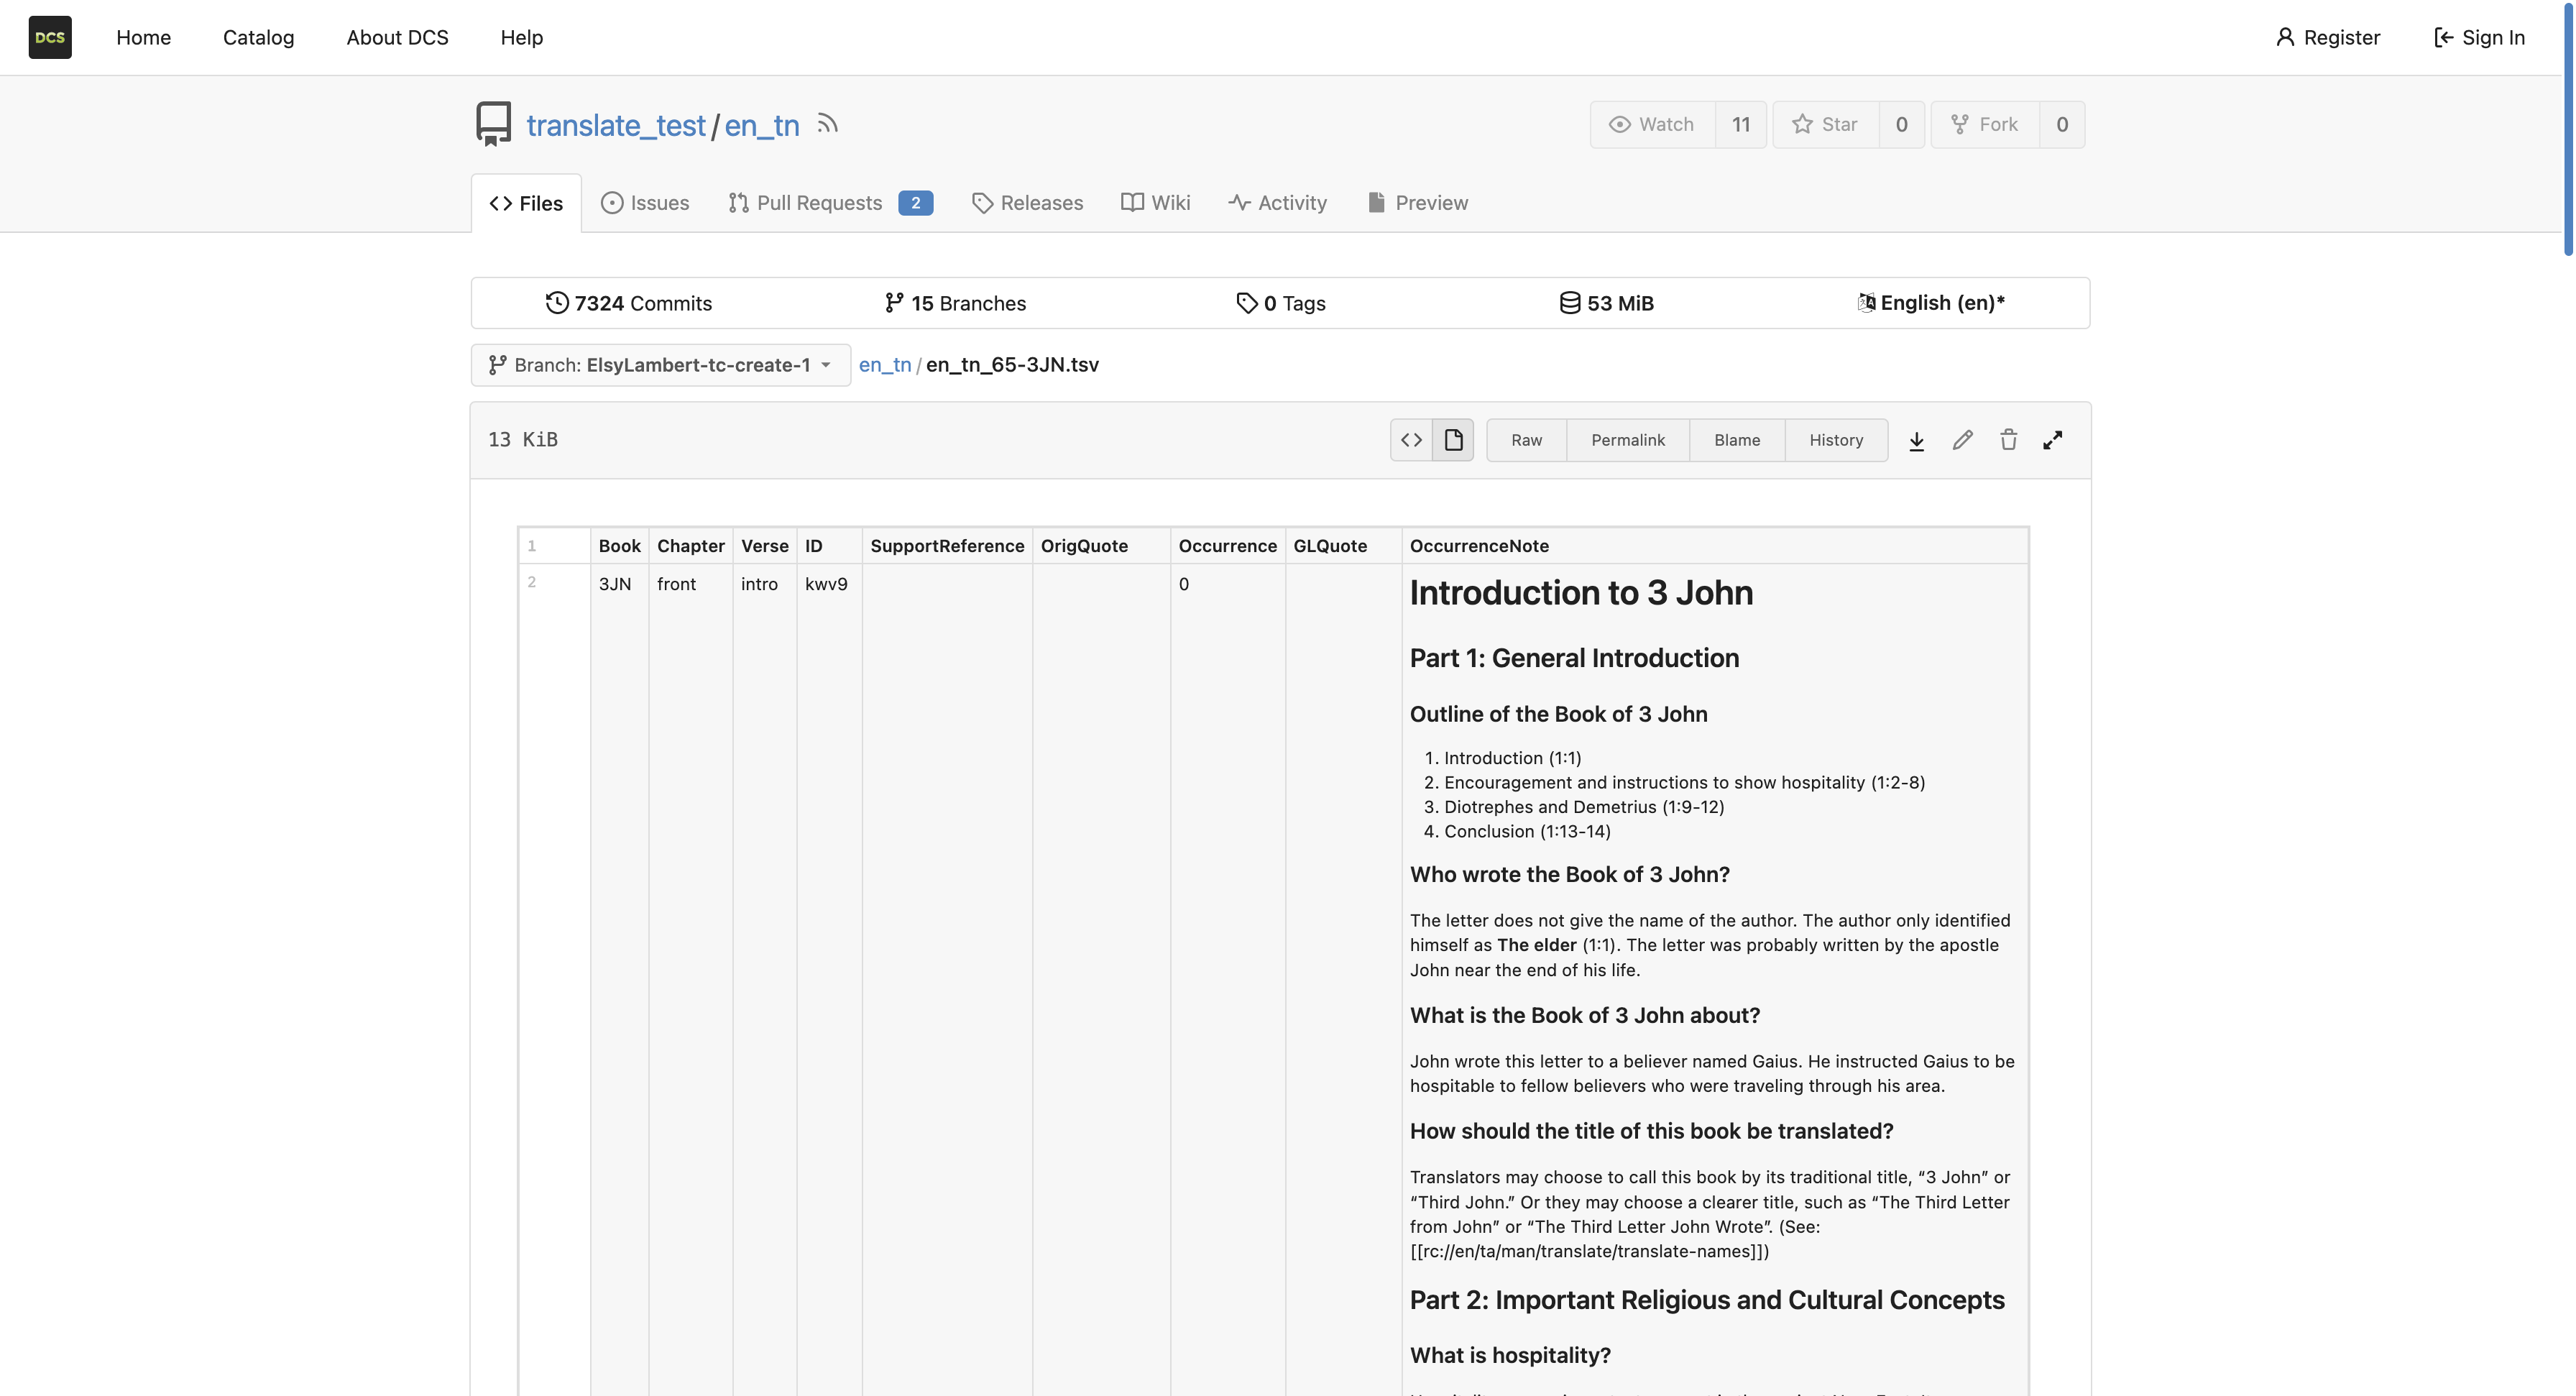 DCS Home Catalog About DCS Help Register Sign In
translate_test / en_tn Watch 11 Star 0 Fork 0
Files Issues Pull Requests 2 Releases Wiki Activity Preview
7324 Commits 15 Branches 0 Tags 53 MiB English (en)*
Branch: ElsyLambert-tc-create-1 en_tn / en_tn_65-3JN.tsv
13 KiB Raw Permalink Blame History
1 Book Chapter Verse ID SupportReference OrigQuote Occurrence GLQuote OccurrenceNote
2 3JN front intro kwv9 0 Introduction to 3 John
Part 1: General Introduction
Outline of the Book of 3 John
1. Introduction (1:1)
2. Encouragement and instructions to show hospitality (1:2-8)
3. Diotrephes and Demetrius (1:9-12)
4. Conclusion (1:13-14)
Who wrote the Book of 3 John?
The letter does not give the name of the author. The author only identified
himself as The elder (1:1). The letter was probably written by the apostle
John near the end of his life.
What is the Book of 3 John about?
John wrote this letter to a believer named Gaius. He instructed Gaius to be
hospitable to fellow believers who were traveling through his area.
How should the title of this book be translated?
Translators may choose to call this book by its traditional title, “3 John” or
“Third John.” Or they may choose a clearer title, such as “The Third Letter
from John” or “The Third Letter John Wrote”. (See:
[[rc://en/ta/man/translate/translate-names]])
Part 2: Important Religious and Cultural Concepts
What is hospitality?